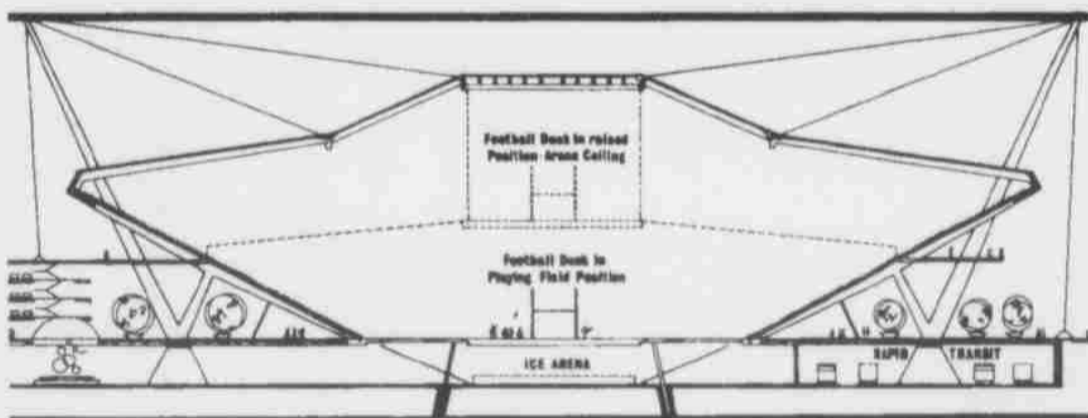 Football Deck in raised
Position-Arena Ceiling
Football Deck in
Playing Field Position
ICE ARENA
RAPID TRANSIT